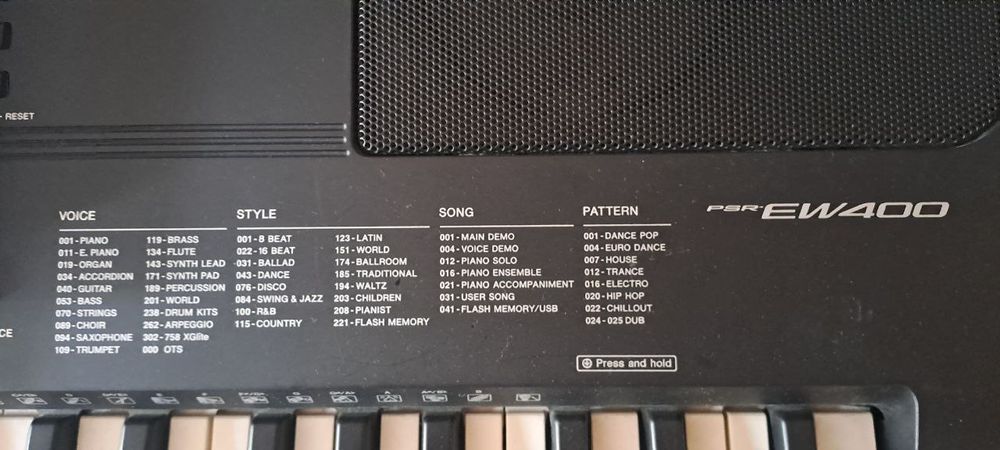 - RESET
PSR-EW400
VOICE
001-PIANO
011-E. PIANO
019-ORGAN
034-ACCORDION
040-GUITAR
053-BASS
070-STRINGS
089-CHOIR
094-SAXOPHONE
109-TRUMPET
119-BRASS
134-FLUTE
143-SYNTH LEAD
171-SYNTH PAD
189-PERCUSSION
201-WORLD
238-DRUM KITS
262-ARPEGGIO
302-758 XGlite
000 OTS
STYLE
001-8 BEAT
022-16 BEAT
031-BALLAD
043-DANCE
076-DISCO
084-SWING & JAZZ
100-R&B
115-COUNTRY
123-LATIN
151-WORLD
174-BALLROOM
185-TRADITIONAL
194-WALTZ
203-CHILDREN
208-PIANIST
221-FLASH MEMORY
SONG
001-MAIN DEMO
004-VOICE DEMO
012-PIANO SOLO
016-PIANO ENSEMBLE
021-PIANO ACCOMPANIMENT
031-USER SONG
041-FLASH MEMORY/USB
PATTERN
001-DANCE POP
004-EURO DANCE
007-HOUSE
012-TRANCE
016-ELECTRO
020-HIP HOP
022-CHILLOUT
024-025 DUB
Press and hold